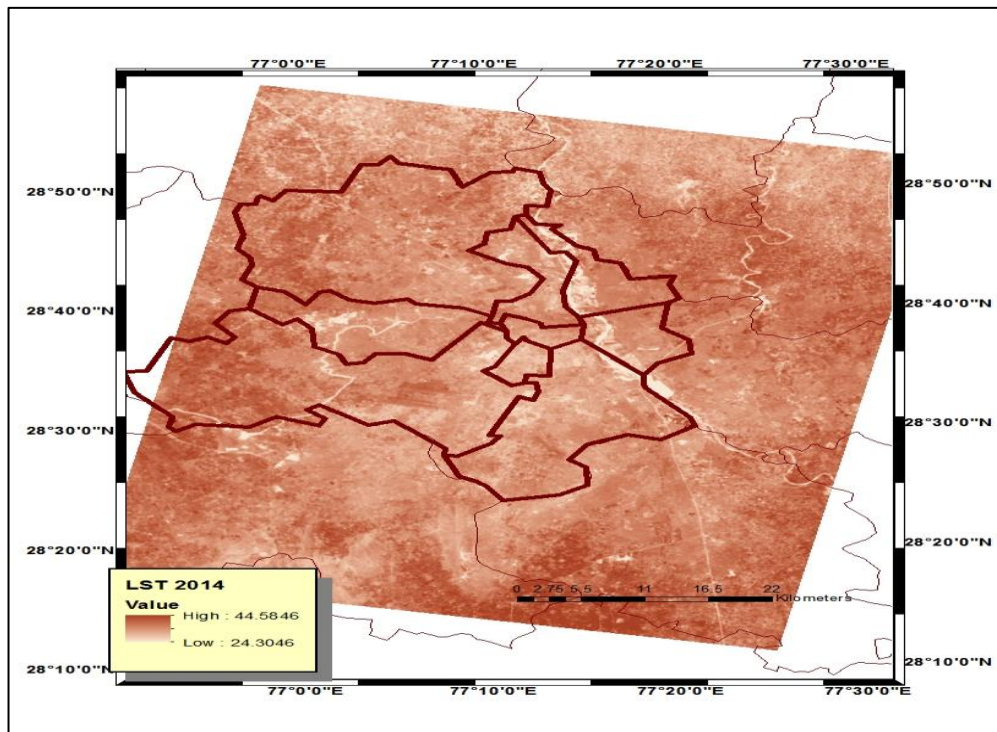 77°0'0"E 77°10'0"E 77°20'0"E 77°30'0"E
28°50'0"N 28°50'0"N
28°40'0"N 28°40'0"N
28°30'0"N 28°30'0"N
28°20'0"N 28°20'0"N
LST 2014
Value
High : 44.5846
Low : 24.3046
0 2.75 5.5 11 16.5 22
Kilometers
28°10'0"N 28°10'0"N
77°0'0"E 77°10'0"E 77°20'0"E 77°30'0"E